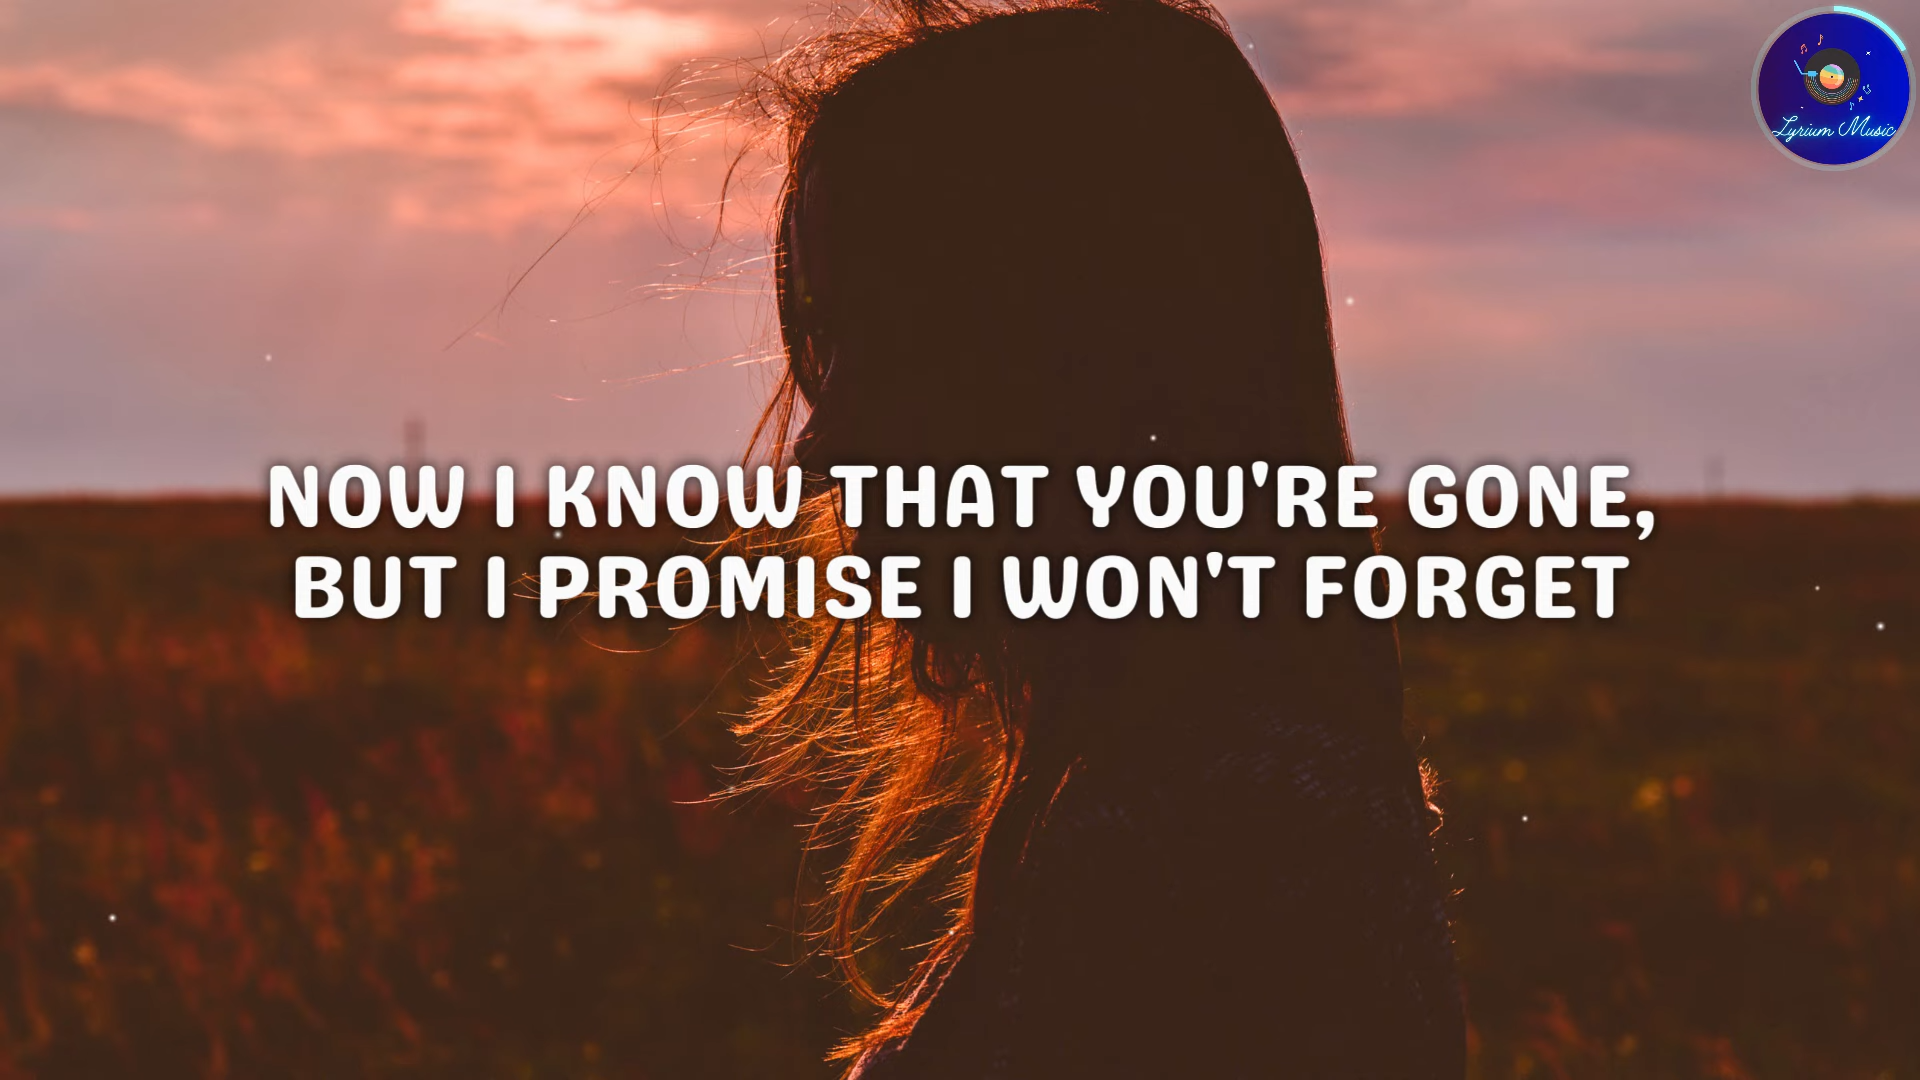 Lyrium Music
NOW I KNOW THAT YOU'RE GONE,
BUT I PROMISE I WON'T FORGET